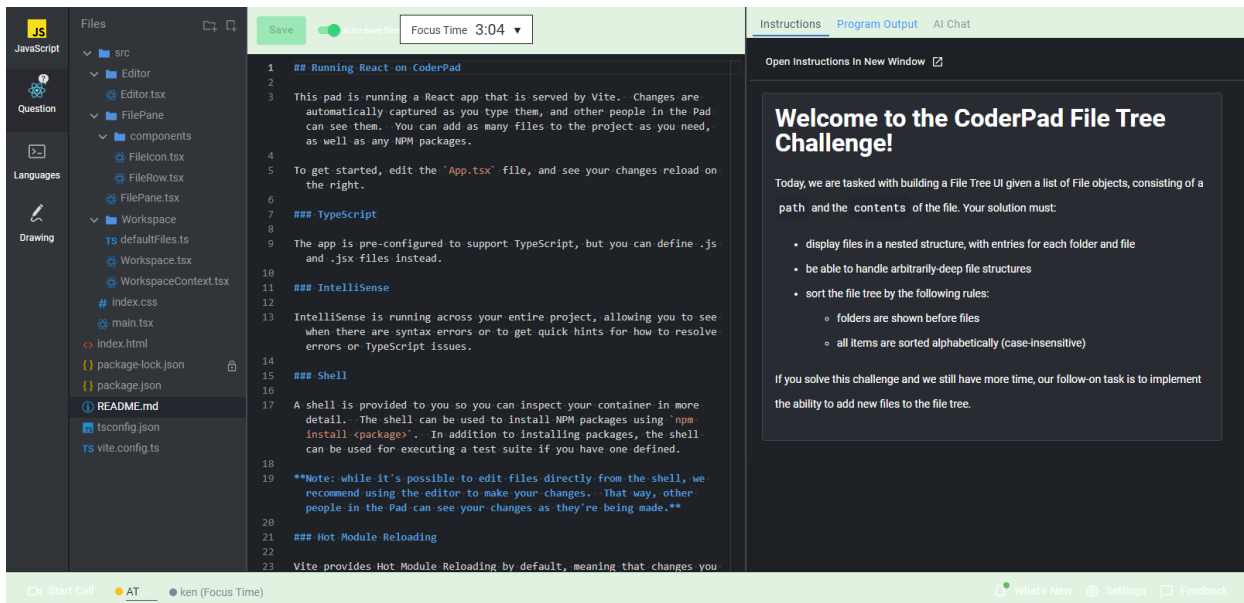 JS
JavaScript
Question
Languages
Drawing
Files
src
Editor
Editor.tsx
FilePane
components
FileIcon.tsx
FileRow.tsx
FilePane.tsx
Workspace
TS defaultFiles.ts
Workspace.tsx
WorkspaceContext.tsx
# index.css
main.tsx
<> index.html
{} package-lock.json
{} package.json
README.md
TS tsconfig.json
TS vite.config.ts
Save
Auto-save files
Focus Time 3:04 ▼
1 ## Running React on CoderPad
2
3 This pad is running a React app that is served by Vite. Changes are
automatically captured as you type them, and other people in the Pad
can see them. You can add as many files to the project as you need,
as well as any NPM packages.
4
5 To get started, edit the `App.tsx` file, and see your changes reload on
the right.
6
7 ### TypeScript
8
9 The app is pre-configured to support TypeScript, but you can define .js
and .jsx files instead.
10
11 ### IntelliSense
12
13 IntelliSense is running across your entire project, allowing you to see
when there are syntax errors or to get quick hints for how to resolve
errors or TypeScript issues.
14
15 ### Shell
16
17 A shell is provided to you so you can inspect your container in more
detail. The shell can be used to install NPM packages using `npm
install <package>`. In addition to installing packages, the shell
can be used for executing a test suite if you have one defined.
18
19 **Note: while it's possible to edit files directly from the shell, we
recommend using the editor to make your changes. That way, other
people in the Pad can see your changes as they're being made.**
20
21 ### Hot Module Reloading
22
23 Vite provides Hot Module Reloading by default, meaning that changes you
Instructions Program Output AI Chat
Open Instructions In New Window
Welcome to the CoderPad File Tree
Challenge!
Today, we are tasked with building a File Tree UI given a list of File objects, consisting of a
path and the contents of the file. Your solution must:
• display files in a nested structure, with entries for each folder and file
• be able to handle arbitrarily-deep file structures
• sort the file tree by the following rules:
◦ folders are shown before files
◦ all items are sorted alphabetically (case-insensitive)
If you solve this challenge and we still have more time, our follow-on task is to implement
the ability to add new files to the file tree.
Start Call
AT
ken (Focus Time)
What's New
Settings
Feedback